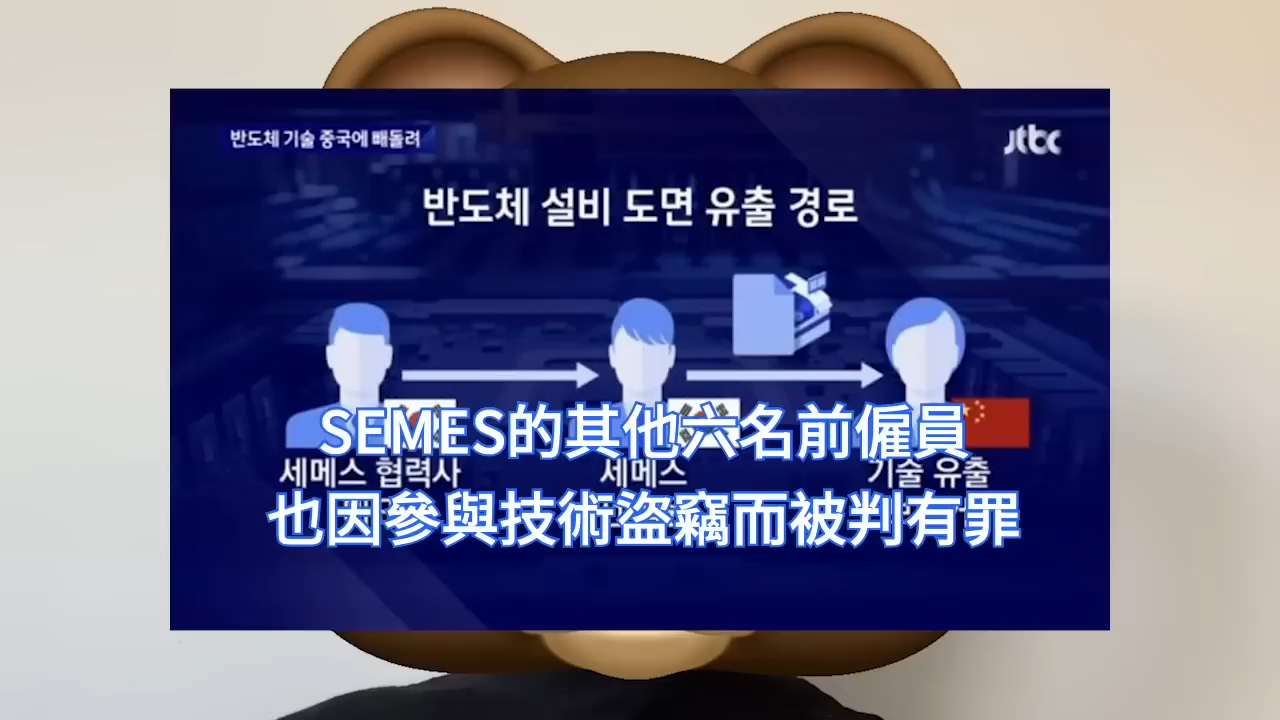 반도체 기술 중국에 빼돌려
jtbc
반도체 설비 도면 유출 경로
세메스 협력사
세메스
기술 유출
SEMES的其他六名前僱員
也因參與技術盜竊而被判有罪